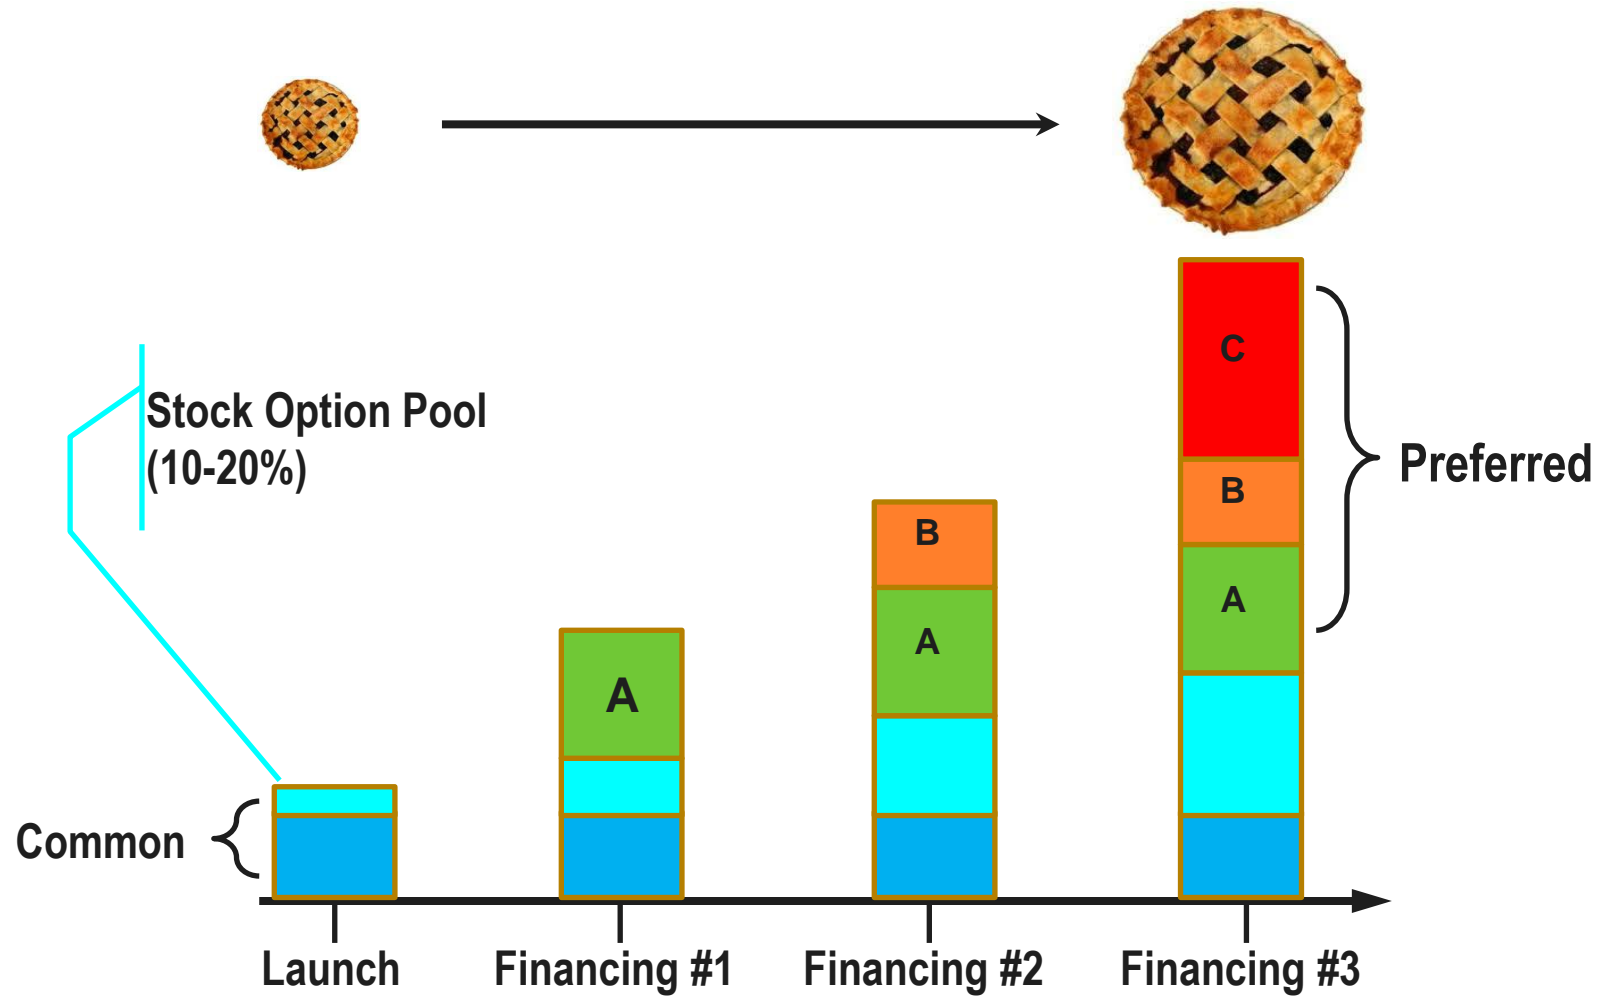 C
Stock Option Pool
(10-20%)
Preferred
B
B
A
A
A
Common
Launch
Financing #1
Financing #2
Financing #3